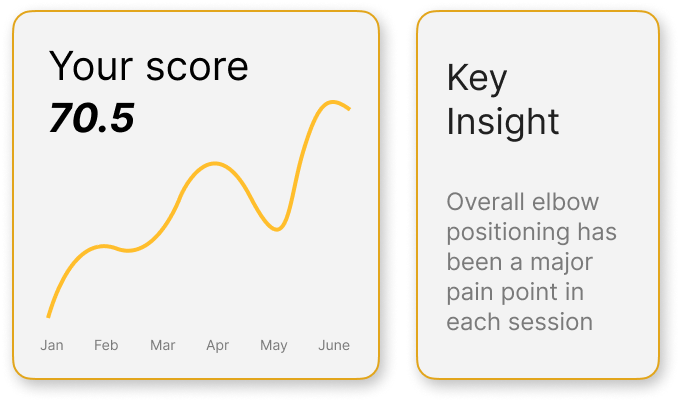 Your score
70.5
Jan Feb Mar Apr May June
Key
Insight
Overall elbow
positioning has
been a major
pain point in
each session